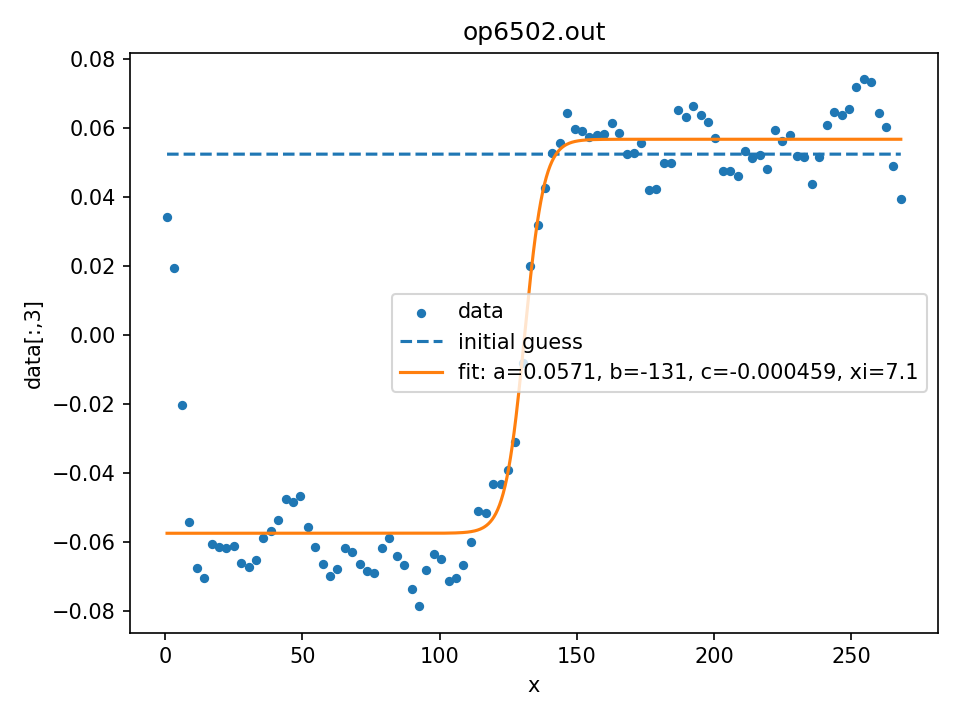 op6502.out
0.08
0.06
0.04
0.02
0.00
−0.02
−0.04
−0.06
−0.08
data[:,3]
data
initial guess
fit: a=0.0571, b=-131, c=-0.000459, xi=7.1
0 50 100 150 200 250
x